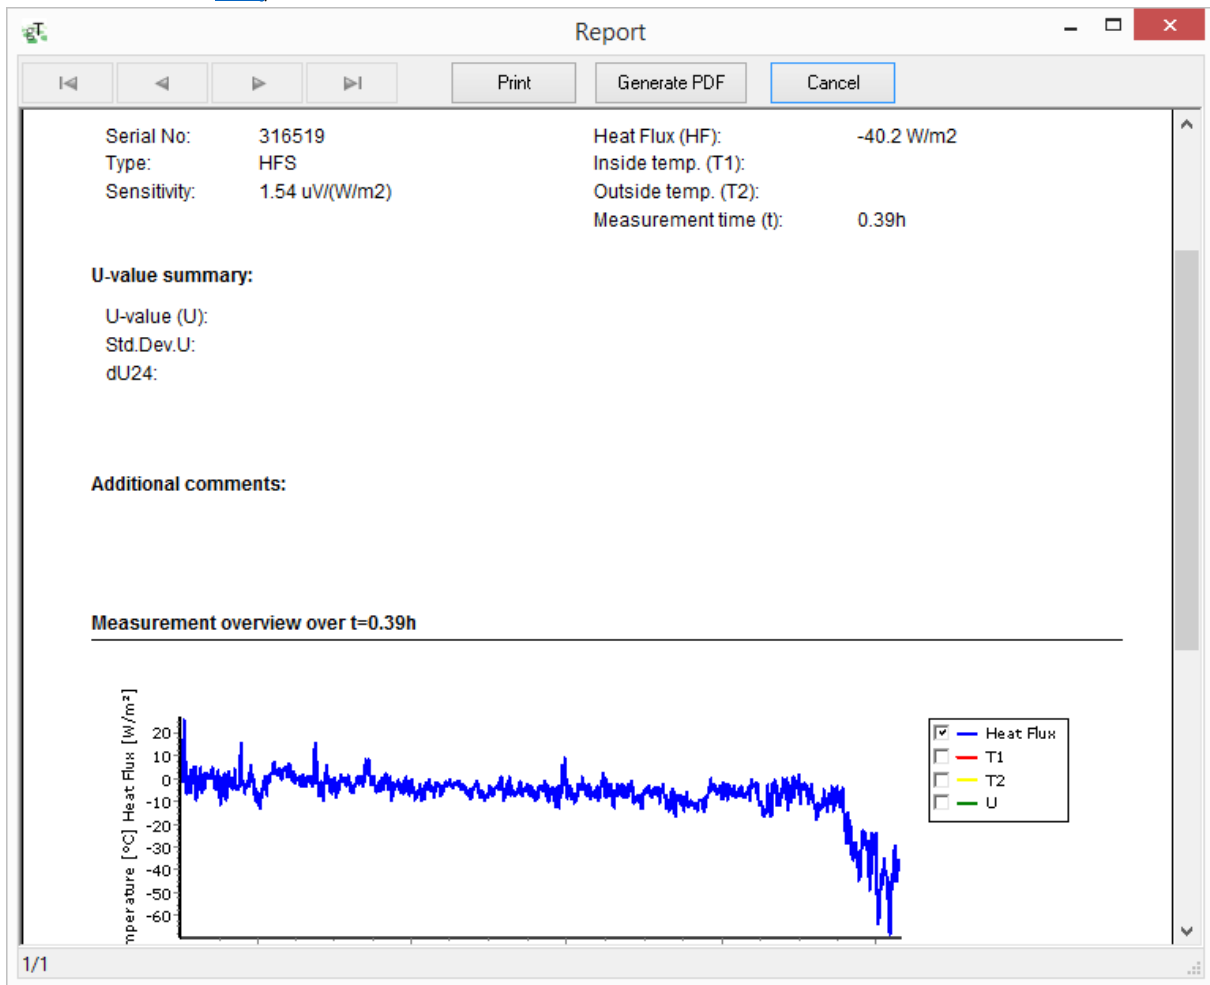 gT
Report
Print Generate PDF Cancel
Serial No: 316519 Heat Flux (HF): -40.2 W/m2
Type: HFS Inside temp. (T1):
Sensitivity: 1.54 uV/(W/m2) Outside temp. (T2):
Measurement time (t): 0.39h
U-value summary:
U-value (U):
Std.Dev.U:
dU24:
Additional comments:
Measurement overview over t=0.39h
mperature [°C] Heat Flux [W/m²]
20
10
0
-10
-20
-30
-40
-50
-60
Heat Flux
T1
T2
U
1/1